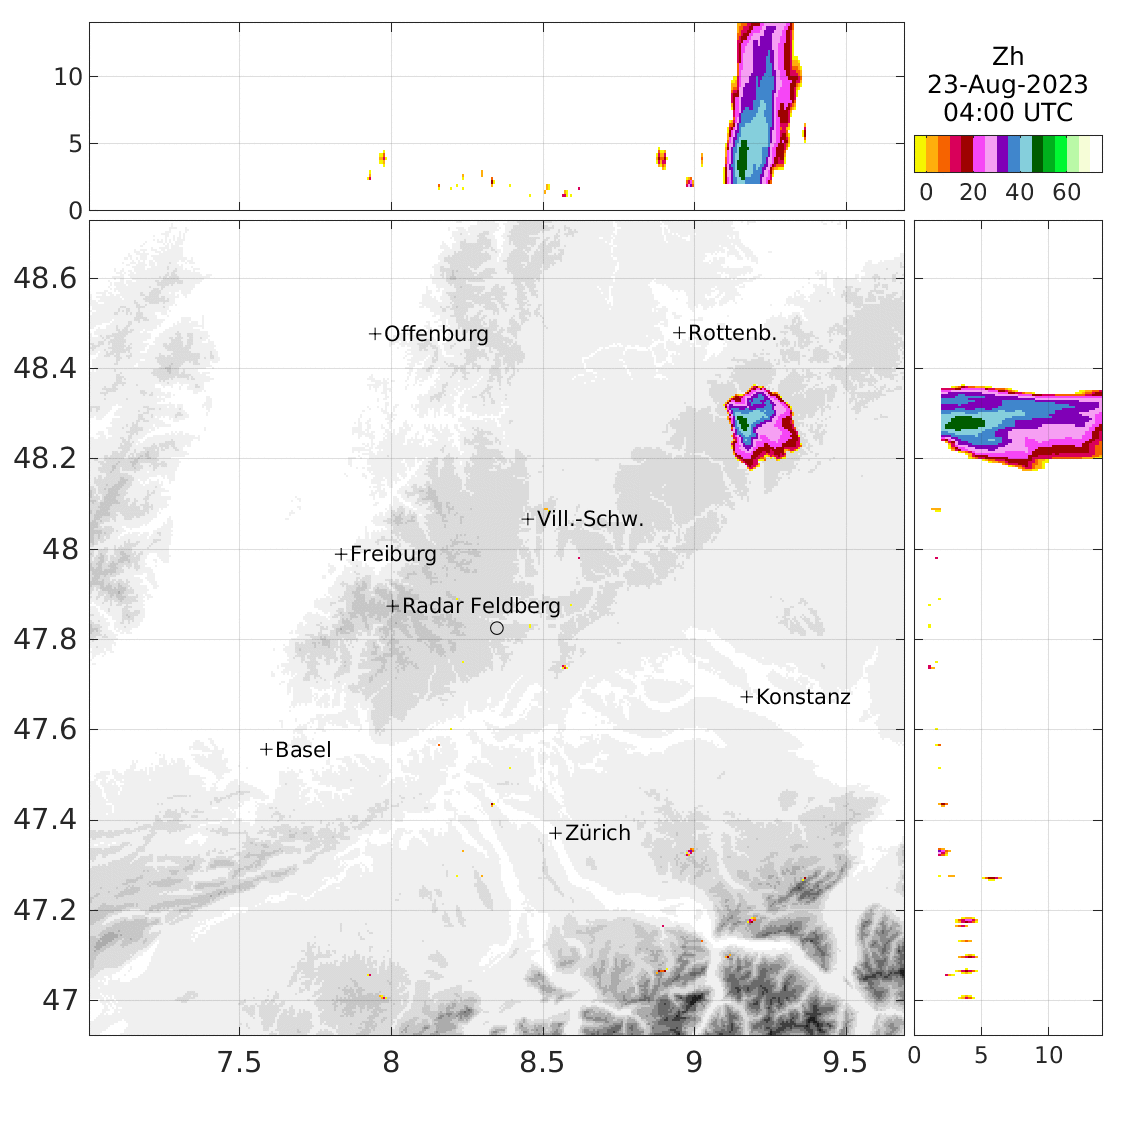 10
5
0
Zh
23-Aug-2023
04:00 UTC
0 20 40 60
48.6
48.4
48.2
48
47.8
47.6
47.4
47.2
47
Offenburg
Rottenb.
Vill.-Schw.
Freiburg
Radar Feldberg
Konstanz
Basel
Zürich
7.5 8 8.5 9 9.5
0 5 10